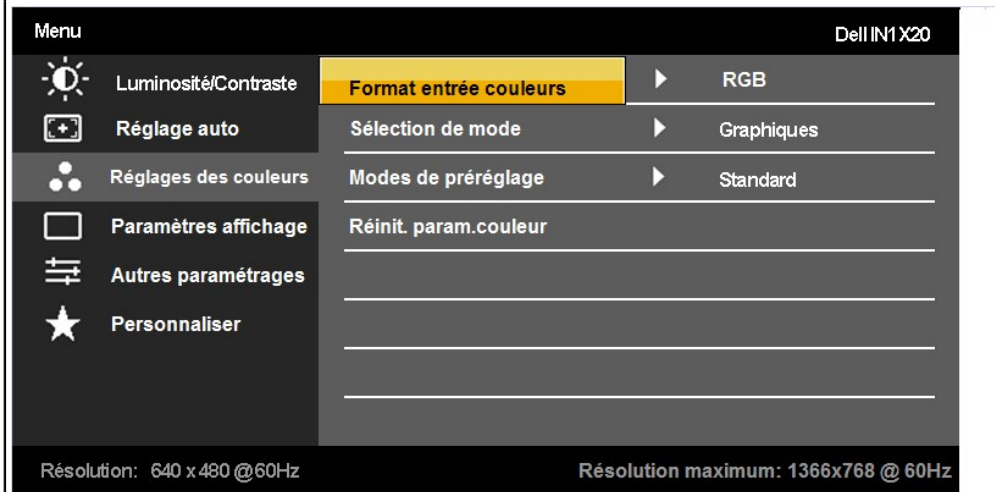 Menu Dell IN1X20
Luminosité/Contraste Format entrée couleurs RGB
Réglage auto Sélection de mode Graphiques
Réglages des couleurs Modes de préréglage Standard
Paramètres affichage Réinit. param.couleur
Autres paramétrages
Personnaliser
Résolution: 640 x 480 @60Hz Résolution maximum: 1366x768 @ 60Hz